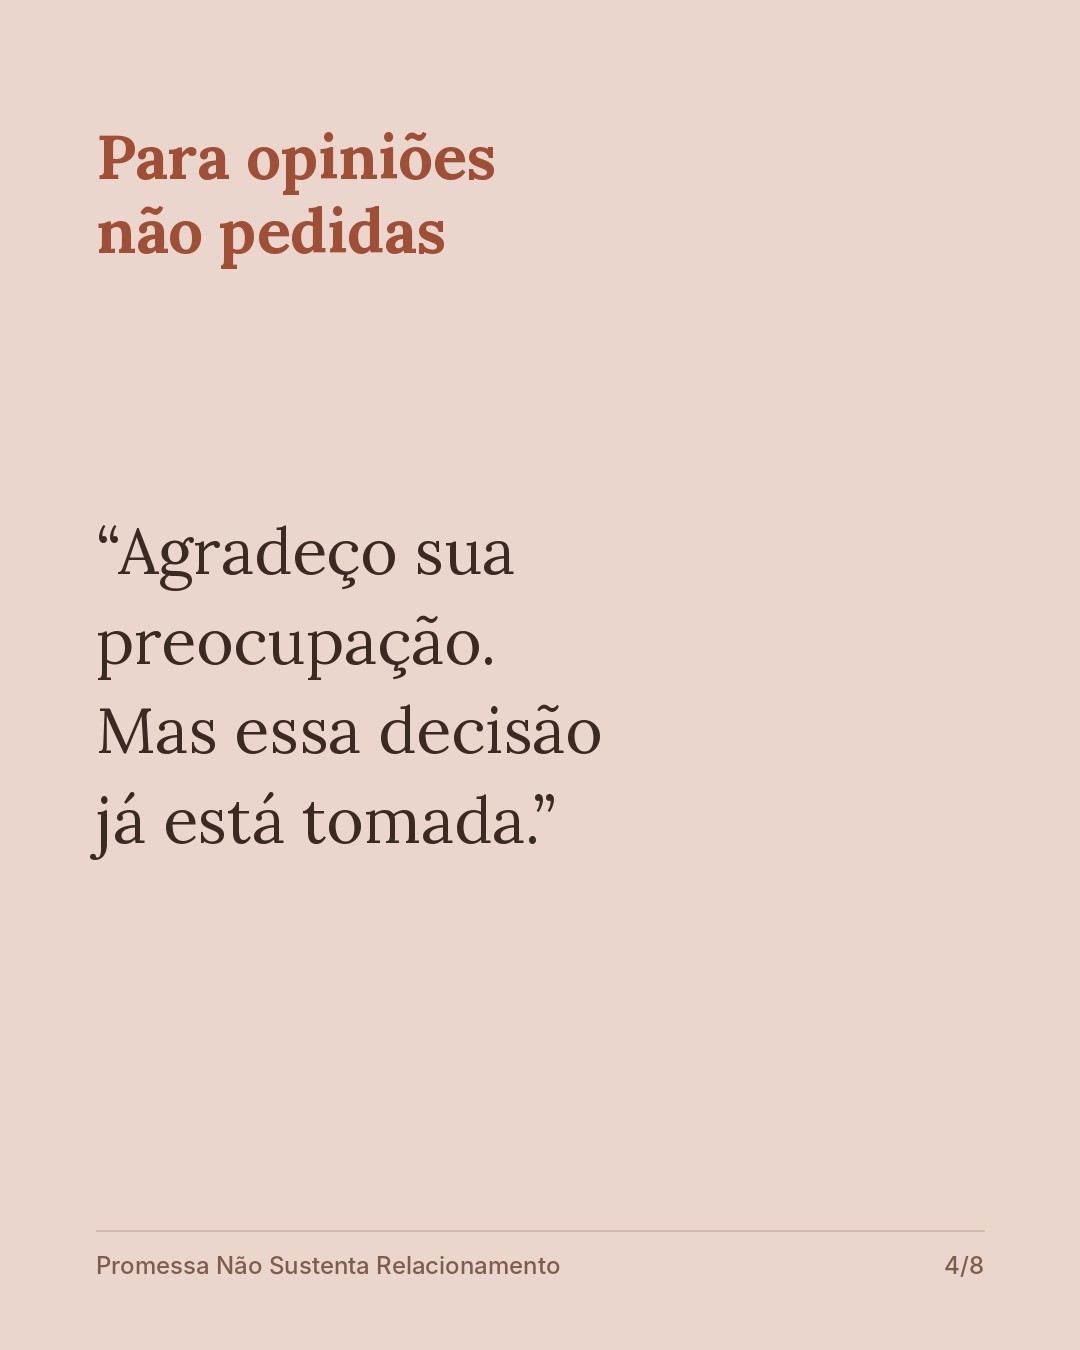 Para opiniões
não pedidas
“Agradeço sua
preocupação.
Mas essa decisão
já está tomada.”
Promessa Não Sustenta Relacionamento
4/8